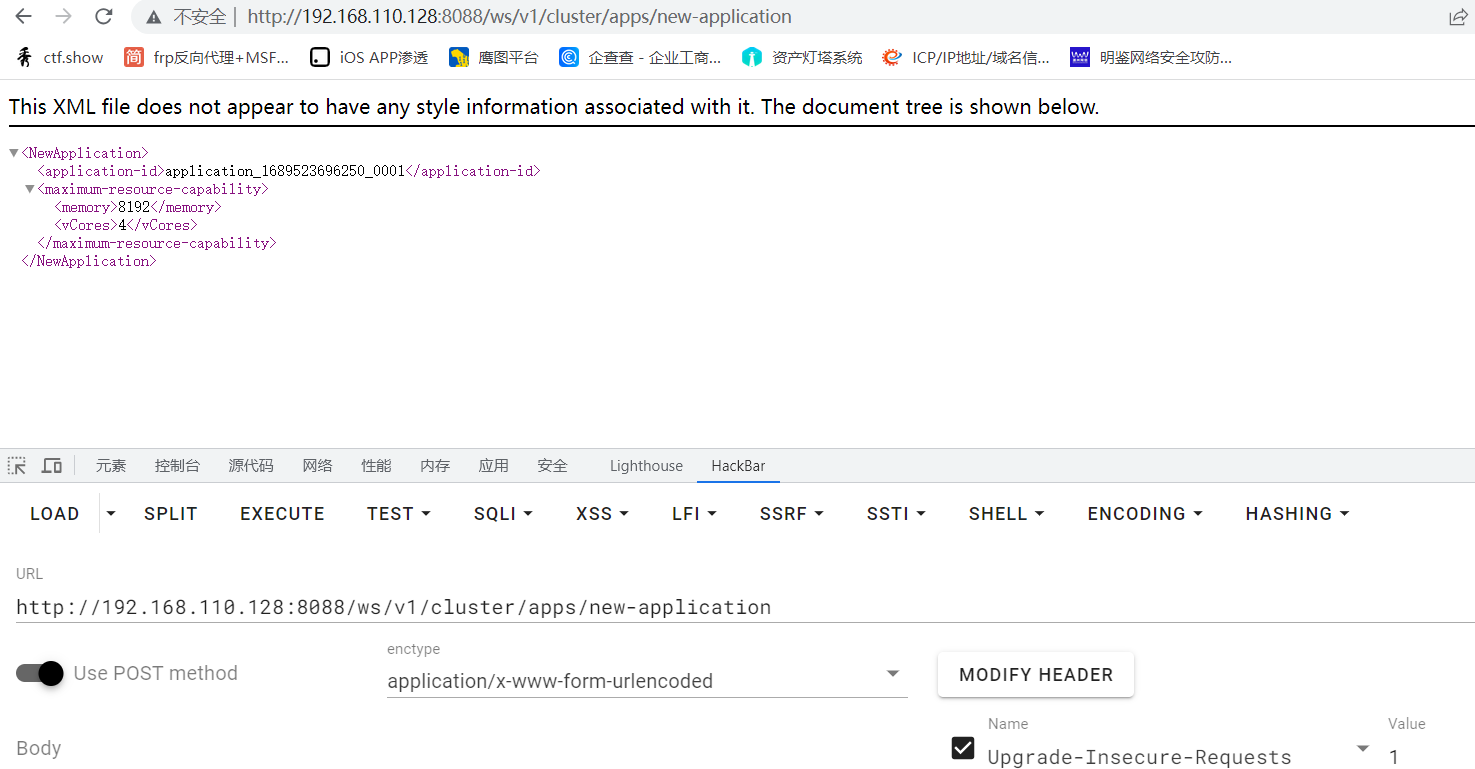 不安全 | http://192.168.110.128:8088/ws/v1/cluster/apps/new-application
ctf.show 简 frp反向代理+MSF... iOS APP渗透 鹰图平台 企查查 - 企业工商... 资产灯塔系统 ICP/IP地址/域名信... 明鉴网络安全攻防...
This XML file does not appear to have any style information associated with it. The document tree is shown below.
▼<NewApplication>
<application-id>application_1689523696250_0001</application-id>
▼<maximum-resource-capability>
<memory>8192</memory>
<vCores>4</vCores>
</maximum-resource-capability>
</NewApplication>
元素 控制台 源代码 网络 性能 内存 应用 安全 Lighthouse HackBar
LOAD SPLIT EXECUTE TEST SQLI XSS LFI SSRF SSTI SHELL ENCODING HASHING
URL
http://192.168.110.128:8088/ws/v1/cluster/apps/new-application
Use POST method
enctype
application/x-www-form-urlencoded
MODIFY HEADER
Body
Name Value
Upgrade-Insecure-Requests 1